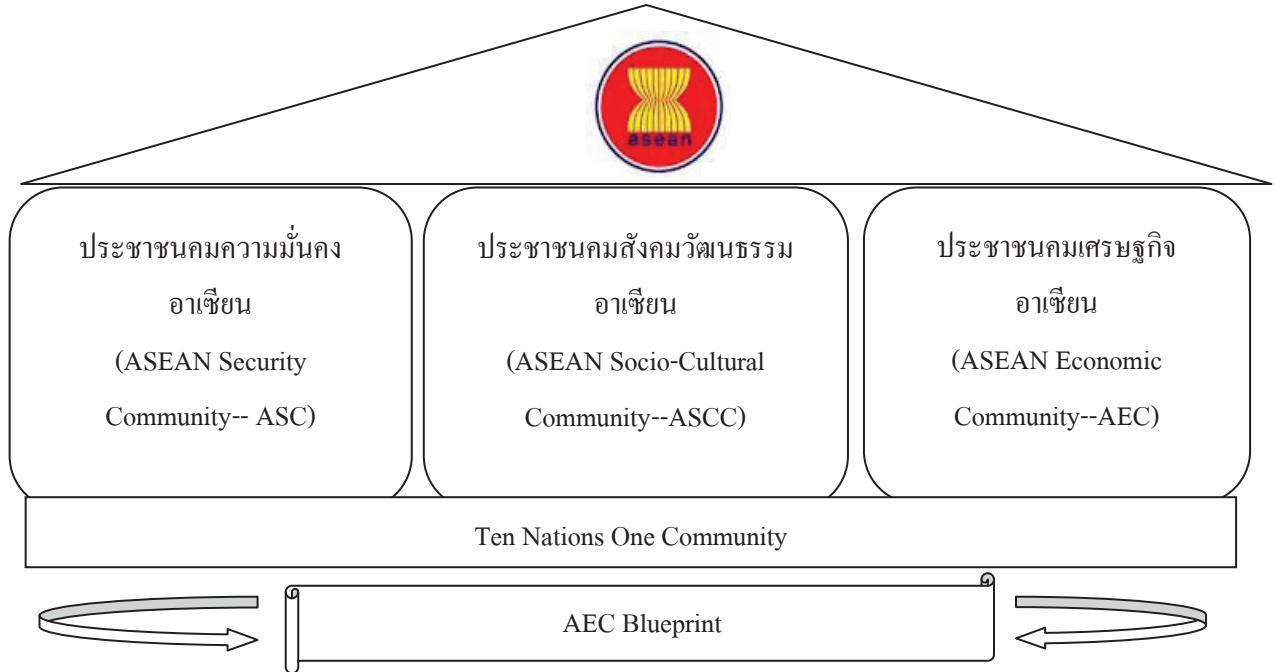 asean
ประชาชนคมความมั่นคง
อาเซียน
(ASEAN Security
Community-- ASC)
ประชาชนคมสังคมวัฒนธรรม
อาเซียน
(ASEAN Socio-Cultural
Community--ASCC)
ประชาชนคมเศรษฐกิจ
อาเซียน
(ASEAN Economic
Community--AEC)
Ten Nations One Community
AEC Blueprint